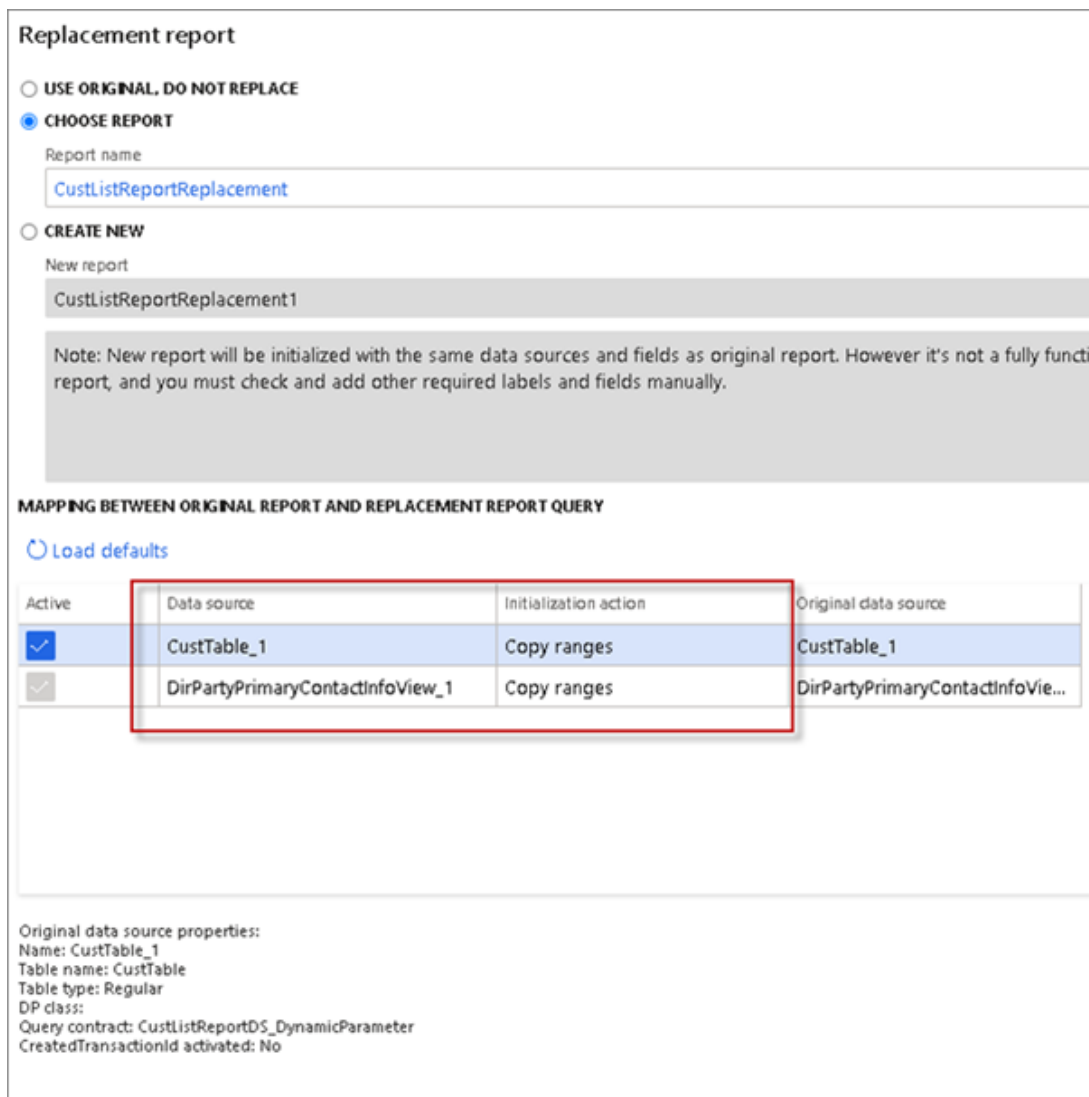 Replacement report
USE ORIGINAL, DO NOT REPLACE
CHOOSE REPORT
Report name
CustListReportReplacement
CREATE NEW
New report
CustListReportReplacement1
Note: New report will be initialized with the same data sources and fields as original report. However it's not a fully functi
report, and you must check and add other required labels and fields manually.
MAPPING BETWEEN ORIGINAL REPORT AND REPLACEMENT REPORT QUERY
Load defaults
Active Data source Initialization action Original data source
CustTable_1 Copy ranges CustTable_1
DirPartyPrimaryContactInfoView_1 Copy ranges DirPartyPrimaryContactInfoVie...
Original data source properties:
Name: CustTable_1
Table name: CustTable
Table type: Regular
DP class:
Query contract: CustListReportDS_DynamicParameter
CreatedTransactionId activated: No